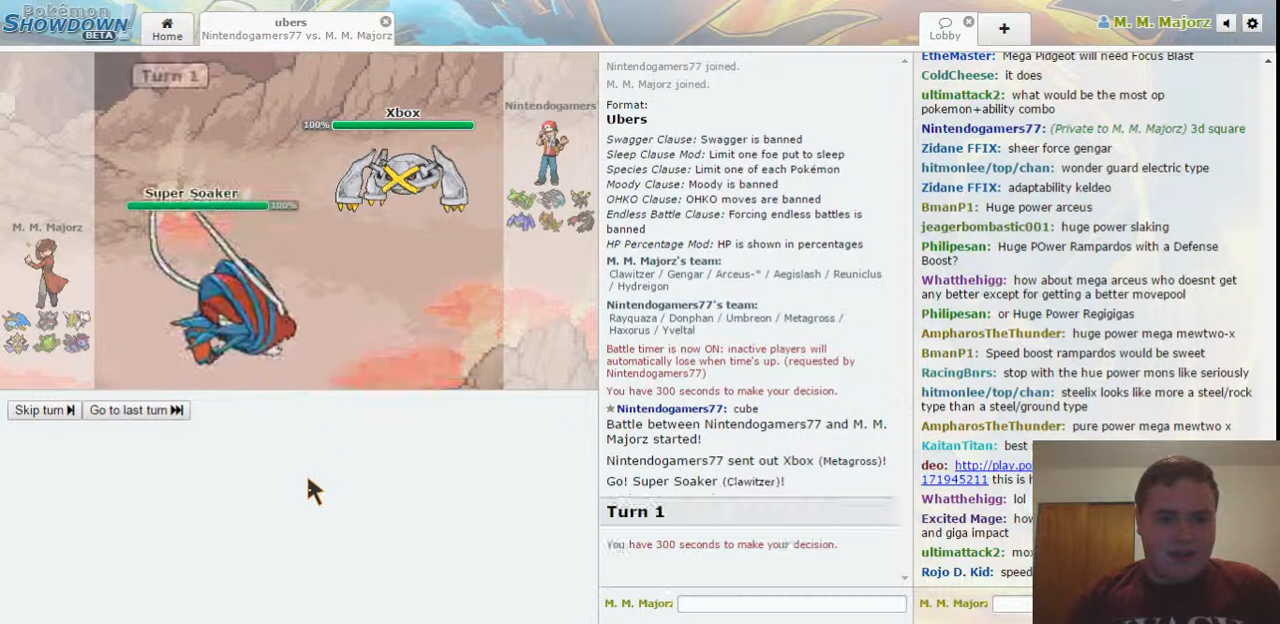 Pokémon
SHOWDOWN
BETA
Home
ubers
Nintendogamers77 vs. M. M. Majorz
Lobby
+
M. M. Majorz
Turn 1
Xbox
100%
Super Soaker
100%
M. M. Majorz
Nintendogamers
Skip turn
Go to last turn
Nintendogamers77 joined.
M. M. Majorz joined.
Format:
Ubers
Swagger Clause: Swagger is banned
Sleep Clause Mod: Limit one foe put to sleep
Species Clause: Limit one of each Pokémon
Moody Clause: Moody is banned
OHKO Clause: OHKO moves are banned
Endless Battle Clause: Forcing endless battles is
banned
HP Percentage Mod: HP is shown in percentages
M. M. Majorz's team:
Clawitzer / Gengar / Arceus-* / Aegislash / Reuniclus
/ Hydreigon
Nintendogamers77's team:
Rayquaza / Donphan / Umbreon / Metagross /
Haxorus / Yveltal
Battle timer is now ON: inactive players will
automatically lose when time's up. (requested by
Nintendogamers77)
You have 300 seconds to make your decision.
★Nintendogamers77: cube
Battle between Nintendogamers77 and M. M.
Majorz started!
Nintendogamers77 sent out Xbox (Metagross)!
Go! Super Soaker (Clawitzer)!
Turn 1
You have 300 seconds to make your decision.
M. M. Majorz
EtheMaster: Mega Pidgeot will need Focus Blast
ColdCheese: it does
ultimattack2: what would be the most op
pokemon+ability combo
Nintendogamers77: (Private to M. M. Majorz) 3d square
Zidane FFIX: sheer force gengar
hitmonlee/top/chan: wonder guard electric type
Zidane FFIX: adaptability keldeo
BmanP1: Huge power arceus
jeagerbombastic001: huge power slaking
Philipesan: Huge POwer Rampardos with a Defense
Boost?
Whatthehigg: how about mega arceus who doesnt get
any better except for getting a better movepool
Philipesan: or Huge Power Regigigas
AmpharosTheThunder: huge power mega mewtwo-x
BmanP1: Speed boost rampardos would be sweet
RacingBnrs: stop with the hue power mons like seriously
hitmonlee/top/chan: steelix looks like more a steel/rock
type than a steel/ground type
AmpharosTheThunder: pure power mega mewtwo x
KaitanTitan: best
deo: http://play.po
171945211 this is
Whatthehigg: lol
Excited Mage: how
and giga impact
ultimattack2: mo
Rojo D. Kid: speed
M. M. Majorz